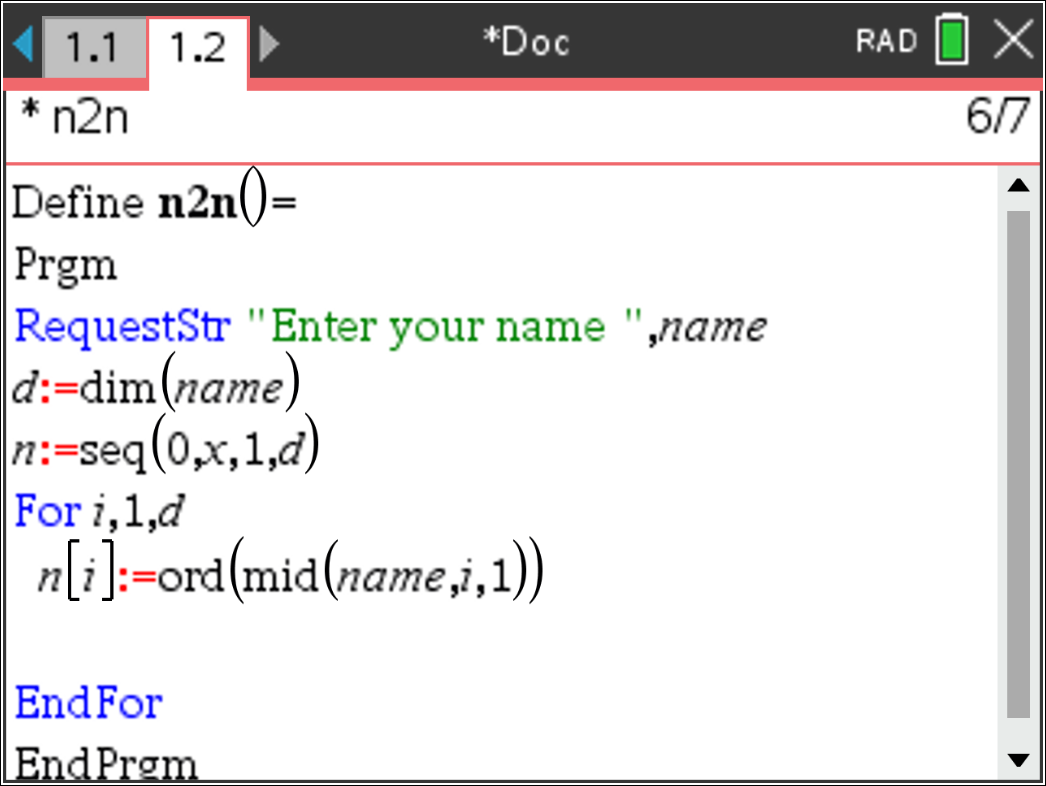 1.1 1.2 *Doc RAD
* n2n 6/7
Define n2n()=
Prgm
RequestStr "Enter your name ",name
d:=dim(name)
n:=seq(0,x,1,d)
For i,1,d
n[i]:=ord(mid(name,i,1))
EndFor
EndPrgm